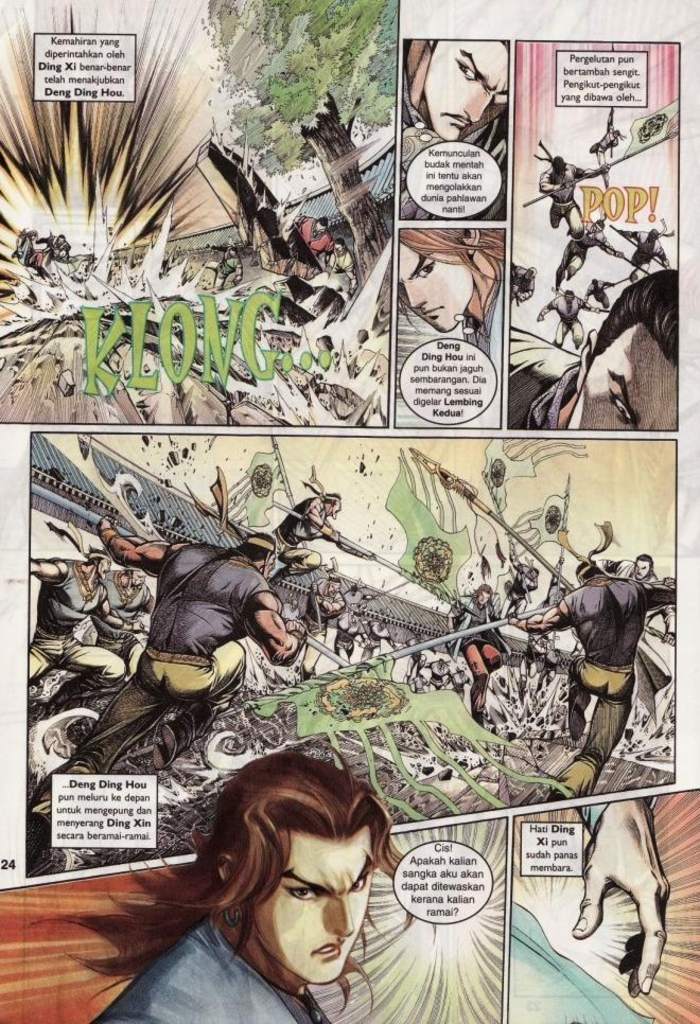 Kemahiran yang
diperintahkan oleh
Ding Xi benar-benar
telah menakjubkan
Deng Ding Hou.
KLONG...
Kemunculan
budak mentah
ini tentu akan
mengolakkan
dunia pahlawan
nanti!
Deng
Ding Hou ini
pun bukan jaguh
sembarangan. Dia
memang sesuai
digelar Lembing
Kedua!
Pergelutan pun
bertambah sengit.
Pengikut-pengikut
yang dibawa oleh...
POP!
...Deng Ding Hou
pun meluru ke depan
untuk mengepung dan
menyerang Ding Xin
secara beramai-ramai.
24
Cis!
Apakah kalian
sangka aku akan
dapat ditewaskan
kerana kalian
ramai?
Hati Ding
Xi pun
sudah panas
membara.